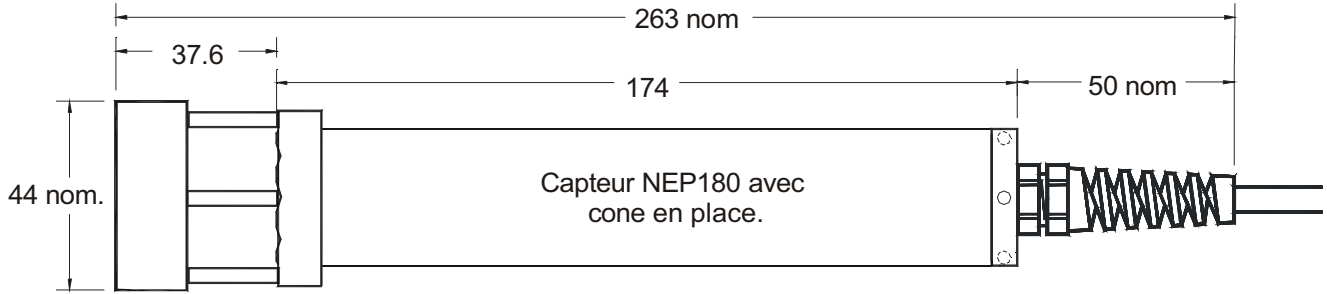 263 nom
37.6
174
50 nom
44 nom.
Capteur NEP180 avec
cone en place.